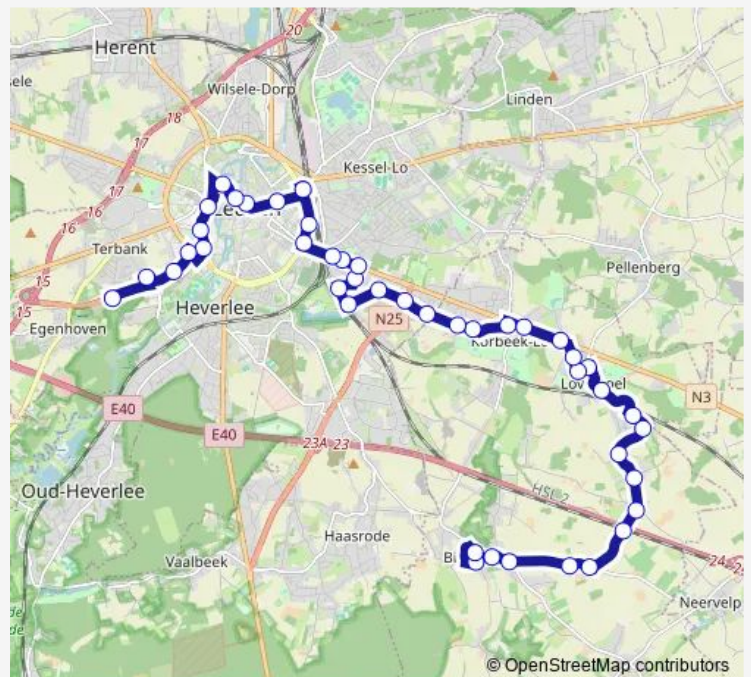 20
Herent
Wilsele-Dorp
Linden
18
17
Kessel-Lo
17
16
16
Terbank
15
Pellenberg
15
Heverlee
Egenhoven
N25
N3
E40
E40
23A 23
Oud-Heverlee
HSL 2
Haasrode
Vaalbeek
24
Neervelp
© OpenStreetMap contributors